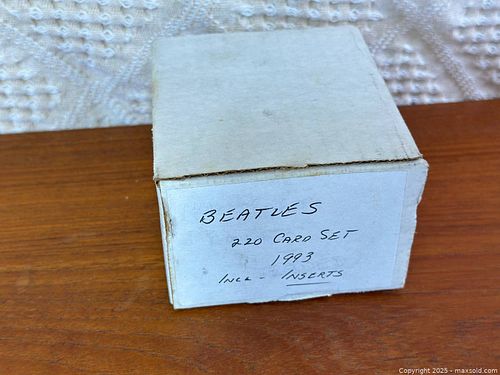 BEATLES
220 CARD SET
1993
INCL - INSERTS
Copyright 2025 - maxsold.com